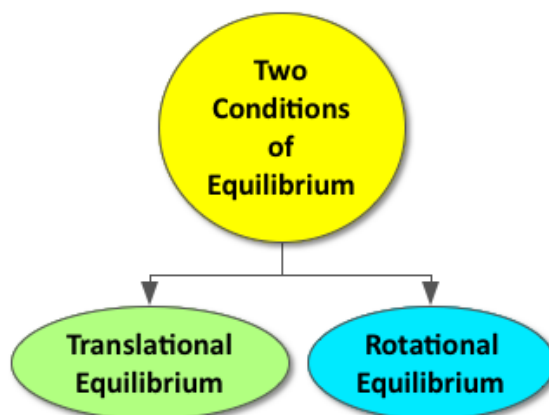 Two
Conditions
of
Equilibrium
Translational
Equilibrium
Rotational
Equilibrium